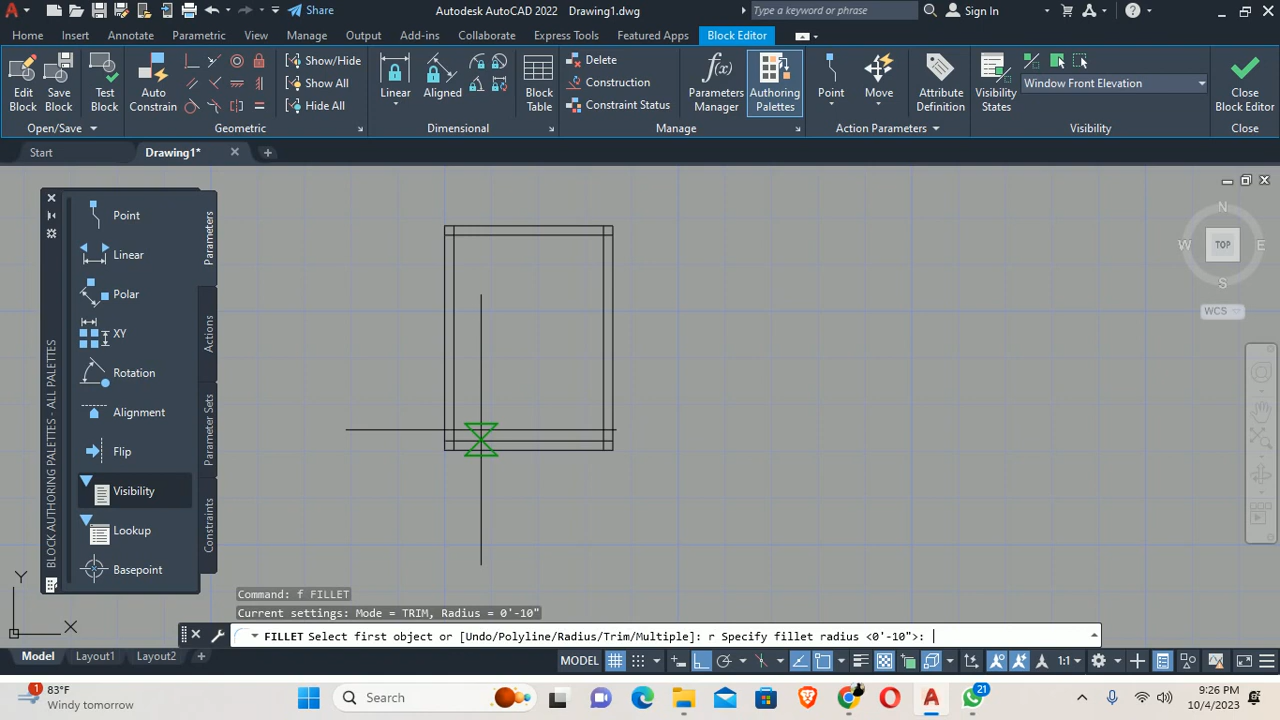 Share
Autodesk AutoCAD 2022 Drawing1.dwg
Type a keyword or phrase
Sign In
Home Insert Annotate Parametric View Manage Output Add-ins Collaborate Express Tools Featured Apps Block Editor
Edit Block
Save Block
Test Block
Open/Save
Auto Constrain
Show/Hide
Show All
Hide All
Geometric
Linear
Aligned
Dimensional
Block Table
Delete
Construction
Constraint Status
Parameters Manager
Authoring Palettes
Manage
Point
Move
Attribute Definition
Action Parameters
Visibility States
Window Front Elevation
Visibility
Close Block Editor
Close
Start
Drawing1*
Point
Linear
Polar
XY
Rotation
Alignment
Flip
Visibility
Lookup
Basepoint
Parameters
Actions
Parameter Sets
Constraints
BLOCK AUTHORING PALETTES - ALL PALETTES
N
W TOP E
S
WCS
Y
X
Command: f FILLET
Current settings: Mode = TRIM, Radius = 0'-10"
FILLET Select first object or [Undo/Polyline/Radius/Trim/Multiple]: r Specify fillet radius <0'-10">:
Model Layout1 Layout2
MODEL
1:1
1
83°F
Windy tomorrow
Search
21
9:26 PM
10/4/2023